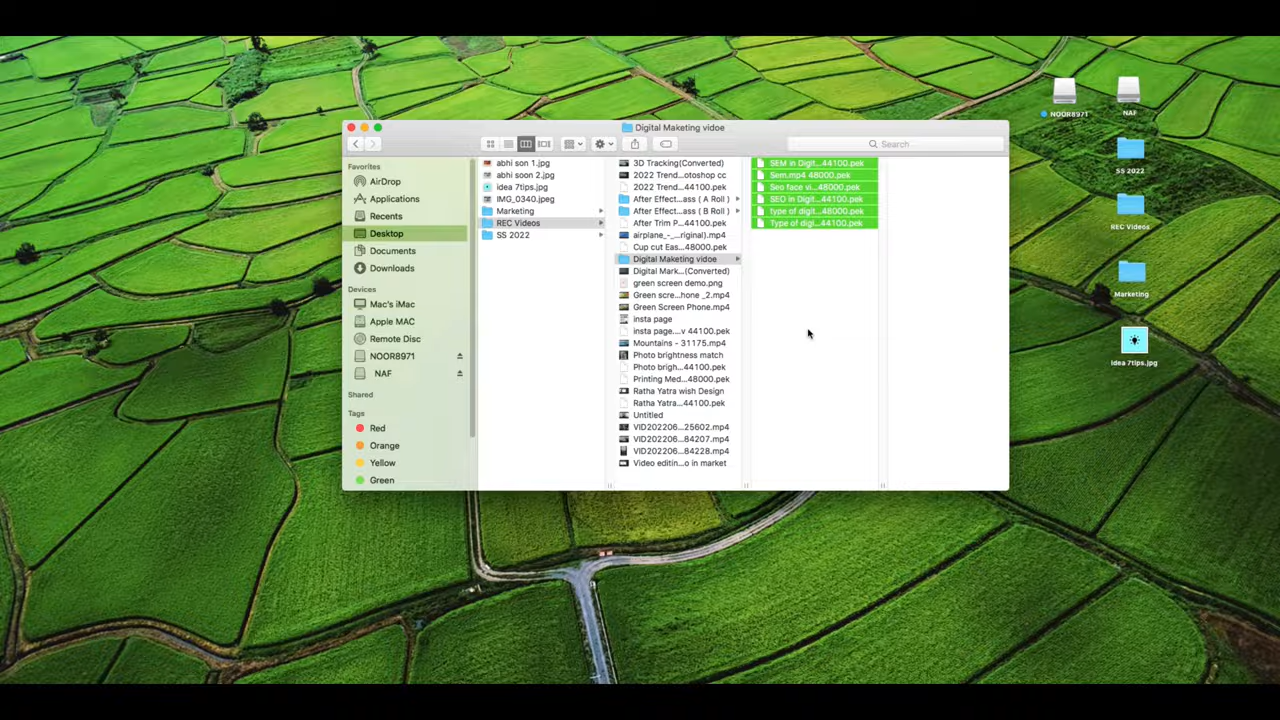 Digital Maketing vidoe
Search
Favorites
AirDrop
Applications
Recents
Desktop
Documents
Downloads
Devices
Mac's iMac
Apple MAC
Remote Disc
NOOR8971
NAF
Shared
Tags
Red
Orange
Yellow
Green
abhi son 1.jpg
abhi soon 2.jpg
idea 7tips.jpg
IMG_0340.jpeg
Marketing
REC Videos
SS 2022
3D Tracking(Converted)
2022 Trend...otoshop cc
2022 Trend...44100.pek
After Effect...ass ( A Roll )
After Effect...ass ( B Roll )
After Trim P...44100.pek
airplane_-_...riginal).mp4
Cup cut Eas...48000.pek
Digital Maketing vidoe
Digital Mark...(Converted)
green screen demo.png
Green scre...hone _2.mp4
Green Screen Phone.mp4
insta page
insta page....v 44100.pek
Mountains - 31175.mp4
Photo brightness match
Photo brigh...44100.pek
Printing Med...48000.pek
Ratha Yatra wish Design
Ratha Yatra...44100.pek
Untitled
VID202206...25602.mp4
VID202206...84207.mp4
VID202206...84228.mp4
Video editin...o in market
SEM in Digit...44100.pek
Sem.mp4 48000.pek
Seo face vi...48000.pek
SEO in Digit...44100.pek
type of digit...48000.pek
Type of digi...44100.pek
NOOR8971
NAF
SS 2022
REC Videos
Marketing
idea 7tips.jpg